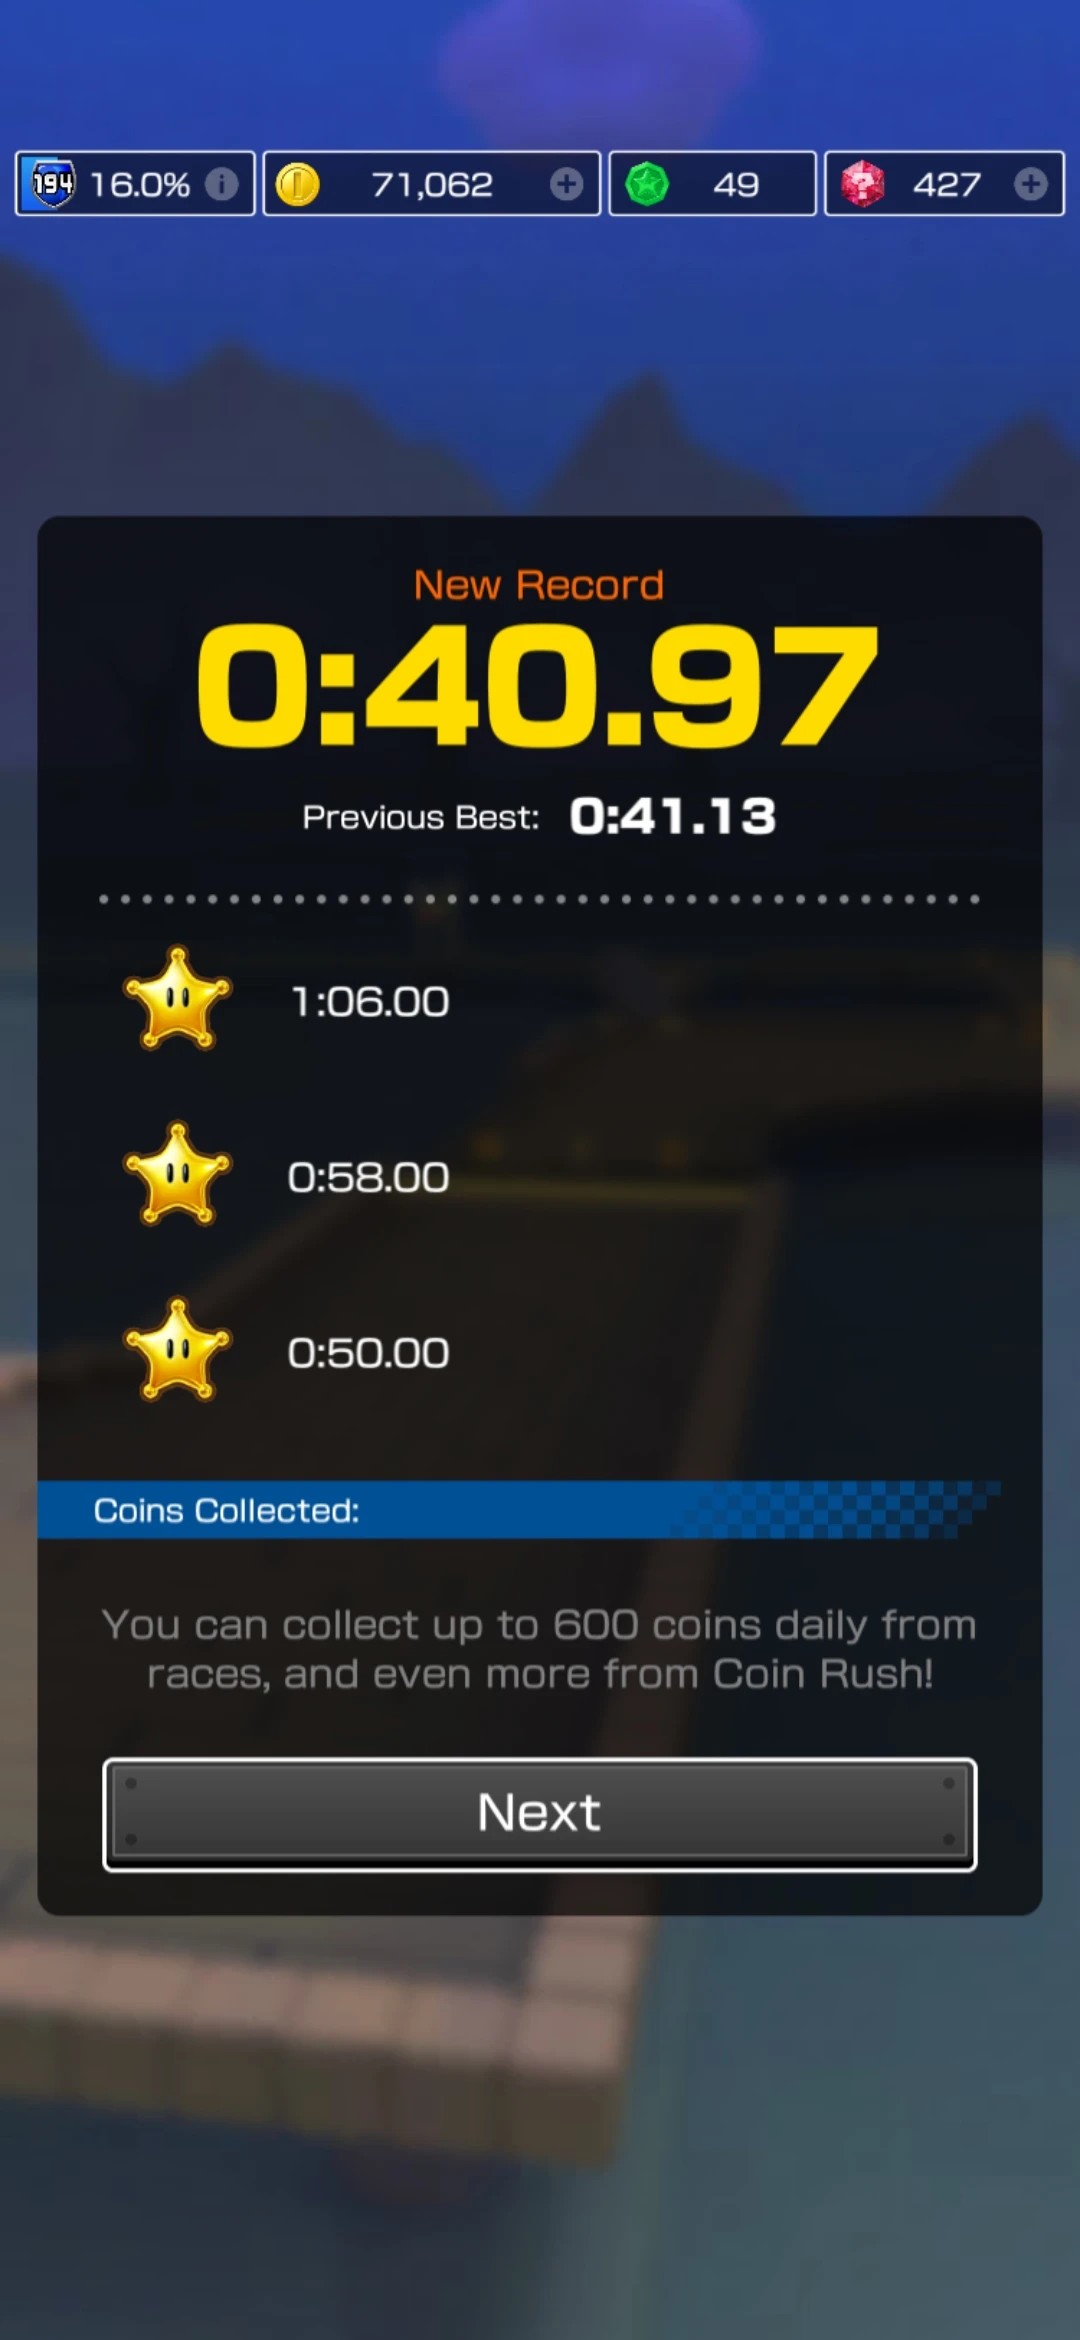 194 16.0% i 71,062 + 49 ? 427 +
New Record
0:40.97
Previous Best: 0:41.13
1:06.00
0:58.00
0:50.00
Coins Collected:
You can collect up to 600 coins daily from
races, and even more from Coin Rush!
Next